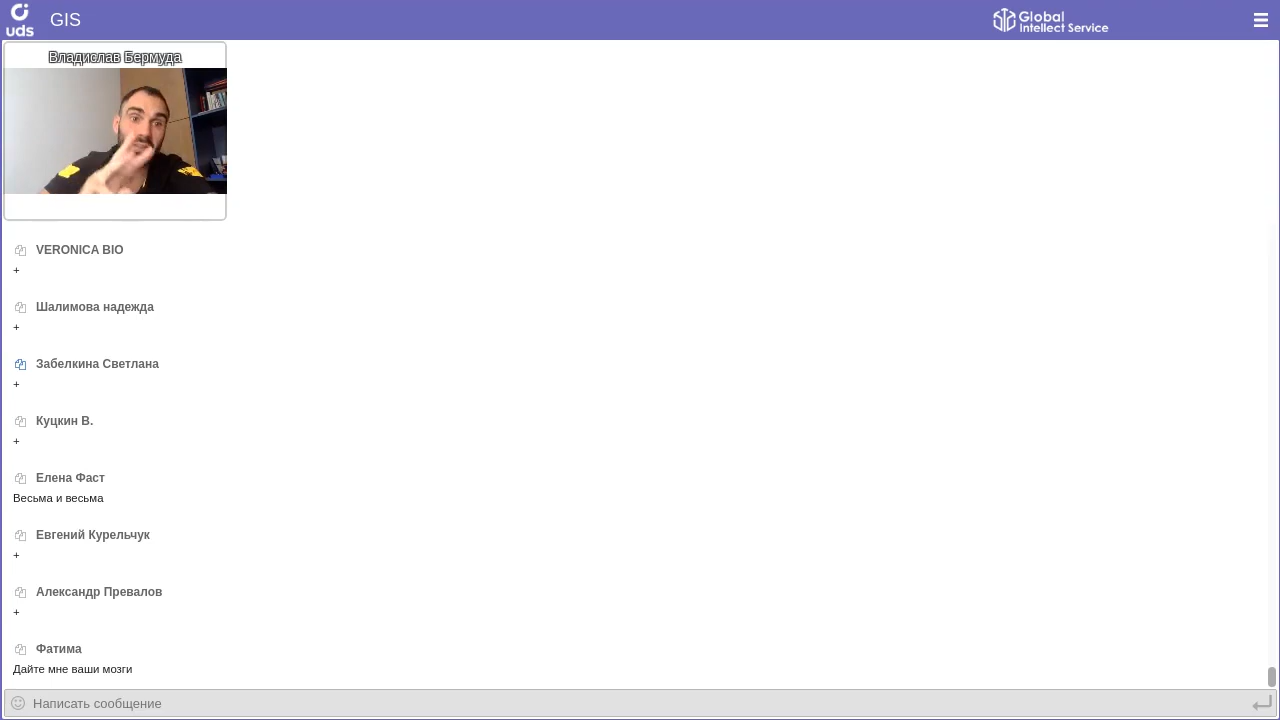 uds
GIS
Global
Intellect Service
Владислав Бермуда
VERONICA BIO
+
Шалимова надежда
+
Забелкина Светлана
+
Куцкин В.
+
Елена Фаст
Весьма и весьма
Евгений Курельчук
+
Александр Превалов
+
Фатима
Дайте мне ваши мозги
Написать сообщение